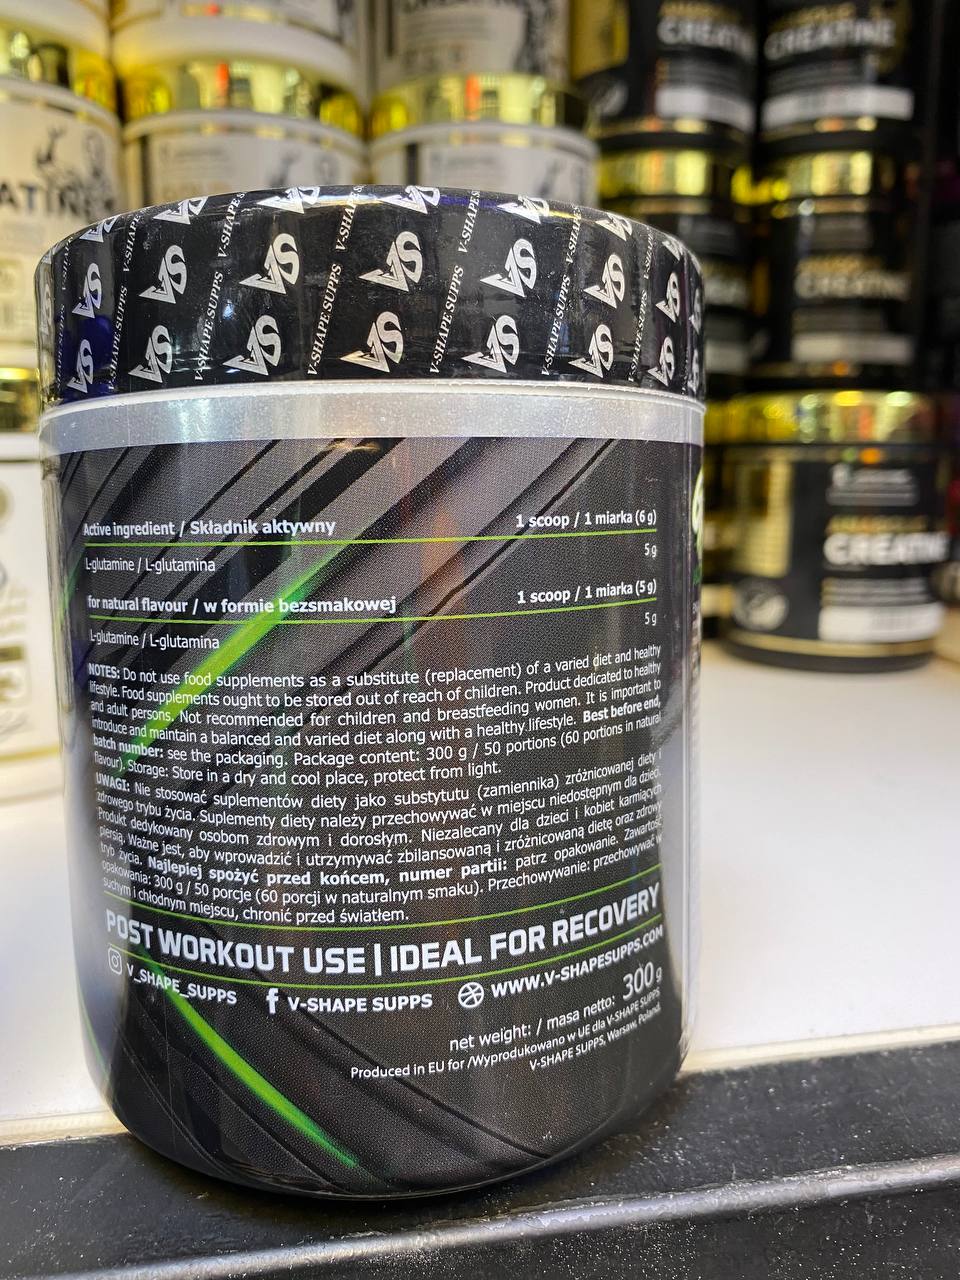 CREATINE
CREATINE
ATINE
VS V-SHAPE SUPPS
CREATINE
Active ingredient / Składnik aktywny 1 scoop / 1 miarka (6 g)
L-glutamine / L-glutamina 5 g
for natural flavour / w formie bezsmakowej 1 scoop / 1 miarka (5 g)
L-glutamine / L-glutamina 5 g
NOTES: Do not use food supplements as a substitute (replacement) of a varied diet and healthy
lifestyle. Food supplements ought to be stored out of reach of children. Product dedicated to healthy
and adult persons. Not recommended for children and breastfeeding women. It is important to
introduce and maintain a balanced and varied diet along with a healthy lifestyle. Best before end,
batch number: see the packaging. Package content: 300 g / 50 portions (60 portions in natural
flavour). Storage: Store in a dry and cool place, protect from light.
UWAGI: Nie stosować suplementów diety jako substytutu (zamiennika) zróżnicowanej diety i
zdrowego trybu życia. Suplementy diety należy przechowywać w miejscu niedostępnym dla dzieci.
Produkt dedykowany osobom zdrowym i dorosłym. Niezalecany dla dzieci i kobiet karmiących
piersią. Ważne jest, aby wprowadzić i utrzymywać zbilansowaną i zróżnicowaną dietę oraz zdrowy
tryb życia. Najlepiej spożyć przed końcem, numer partii: patrz opakowanie. Zawartość
opakowania: 300 g / 50 porcje (60 porcji w naturalnym smaku). Przechowywanie: przechowywać w
suchym i chłodnym miejscu, chronić przed światłem.
POST WORKOUT USE | IDEAL FOR RECOVERY
V_SHAPE_SUPPS V-SHAPE SUPPS WWW.V-SHAPESUPPS.COM
net weight: / masa netto: 300 g
Produced in EU for /Wyprodukowano w UE dla V-SHAPE SUPPS
V-SHAPE SUPPS, Warsaw, Poland.